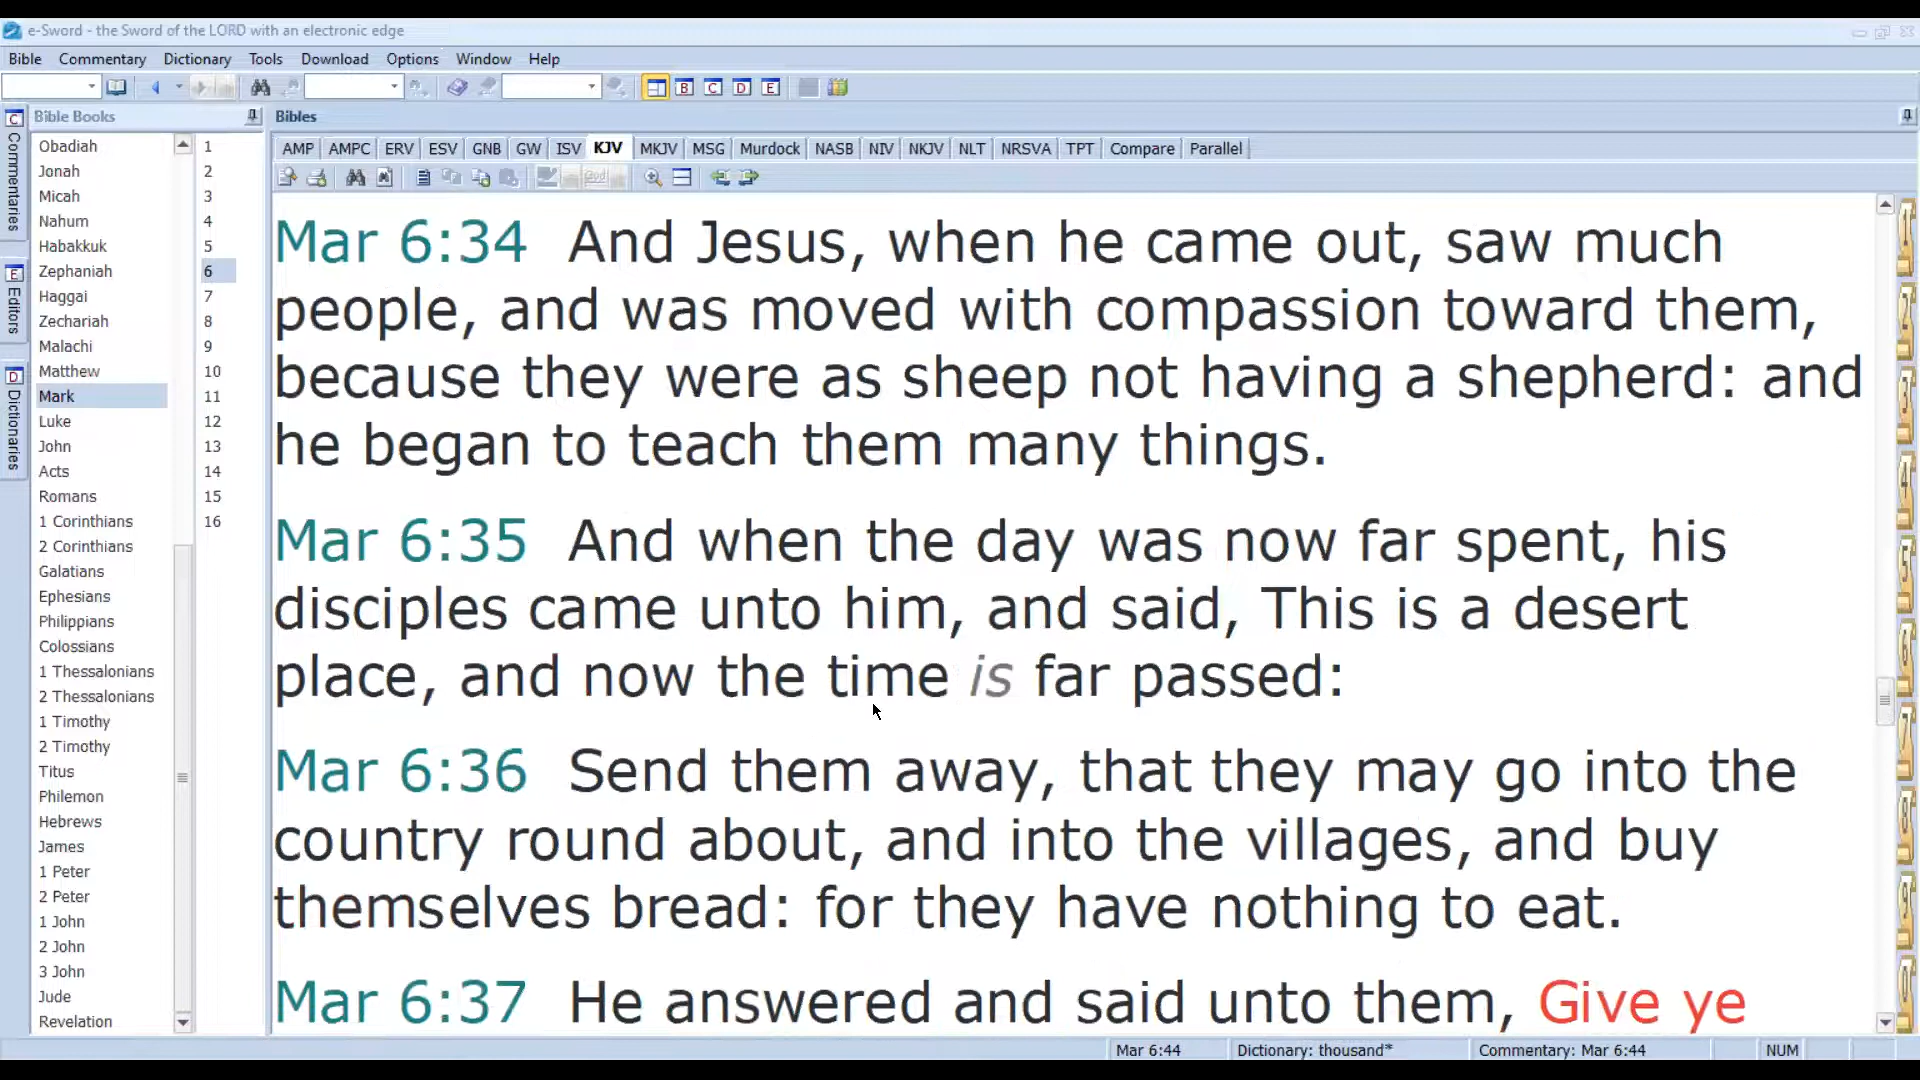 e-Sword - the Sword of the LORD with an electronic edge
Bible Commentary Dictionary Tools Download Options Window Help
B C D E
Bible Books
Bibles
C Commentaries
E Editors
D Dictionaries
Obadiah
Jonah
Micah
Nahum
Habakkuk
Zephaniah
Haggai
Zechariah
Malachi
Matthew
Mark
Luke
John
Acts
Romans
1 Corinthians
2 Corinthians
Galatians
Ephesians
Philippians
Colossians
1 Thessalonians
2 Thessalonians
1 Timothy
2 Timothy
Titus
Philemon
Hebrews
James
1 Peter
2 Peter
1 John
2 John
3 John
Jude
Revelation
1
2
3
4
5
6
7
8
9
10
11
12
13
14
15
16
AMP AMPC ERV ESV GNB GW ISV KJV MKJV MSG Murdock NASB NIV NKJV NLT NRSVA TPT Compare Parallel
Mar 6:34 And Jesus, when he came out, saw much
people, and was moved with compassion toward them,
because they were as sheep not having a shepherd: and
he began to teach them many things.
Mar 6:35 And when the day was now far spent, his
disciples came unto him, and said, This is a desert
place, and now the time is far passed:
Mar 6:36 Send them away, that they may go into the
country round about, and into the villages, and buy
themselves bread: for they have nothing to eat.
Mar 6:37 He answered and said unto them, Give ye
Mar 6:44 Dictionary: thousand* Commentary: Mar 6:44 NUM